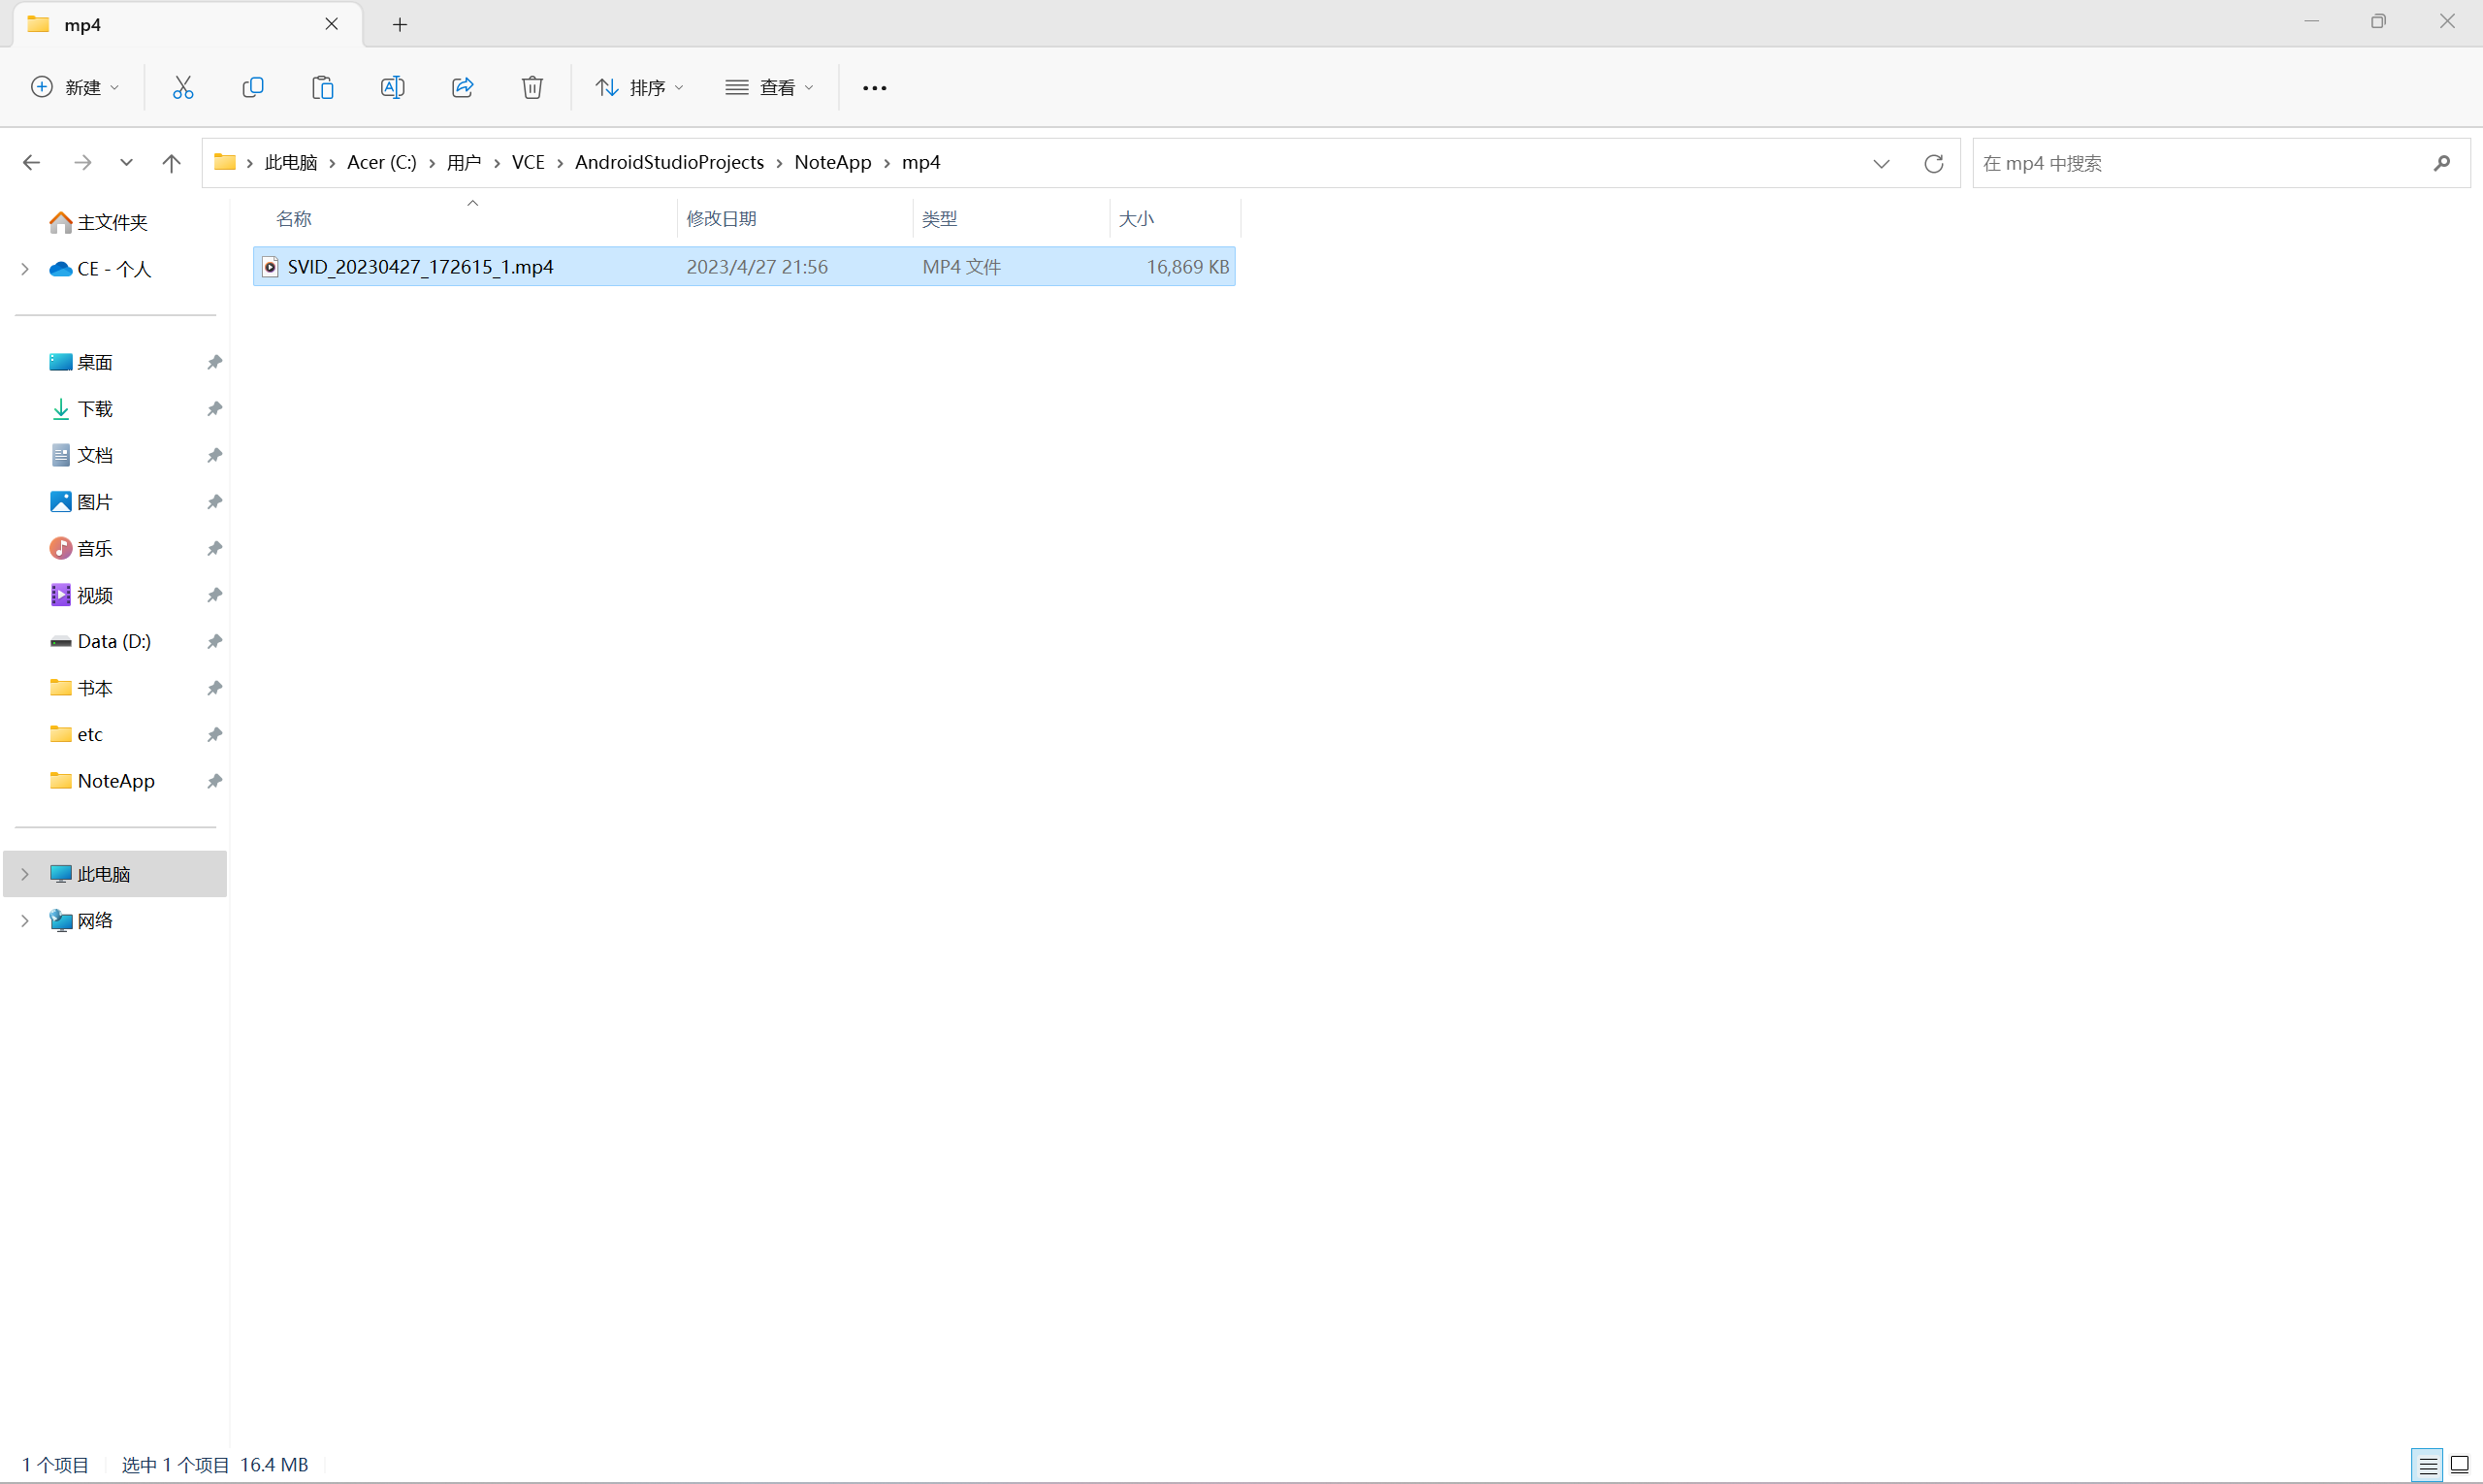 mp4
新建
排序
查看
此电脑 › Acer (C:) › 用户 › VCE › AndroidStudioProjects › NoteApp › mp4
在 mp4 中搜索
名称 修改日期 类型 大小
SVID_20230427_172615_1.mp4 2023/4/27 21:56 MP4 文件 16,869 KB
主文件夹
CE - 个人
桌面
下载
文档
图片
音乐
视频
Data (D:)
书本
etc
NoteApp
此电脑
网络
1 个项目 选中 1 个项目 16.4 MB